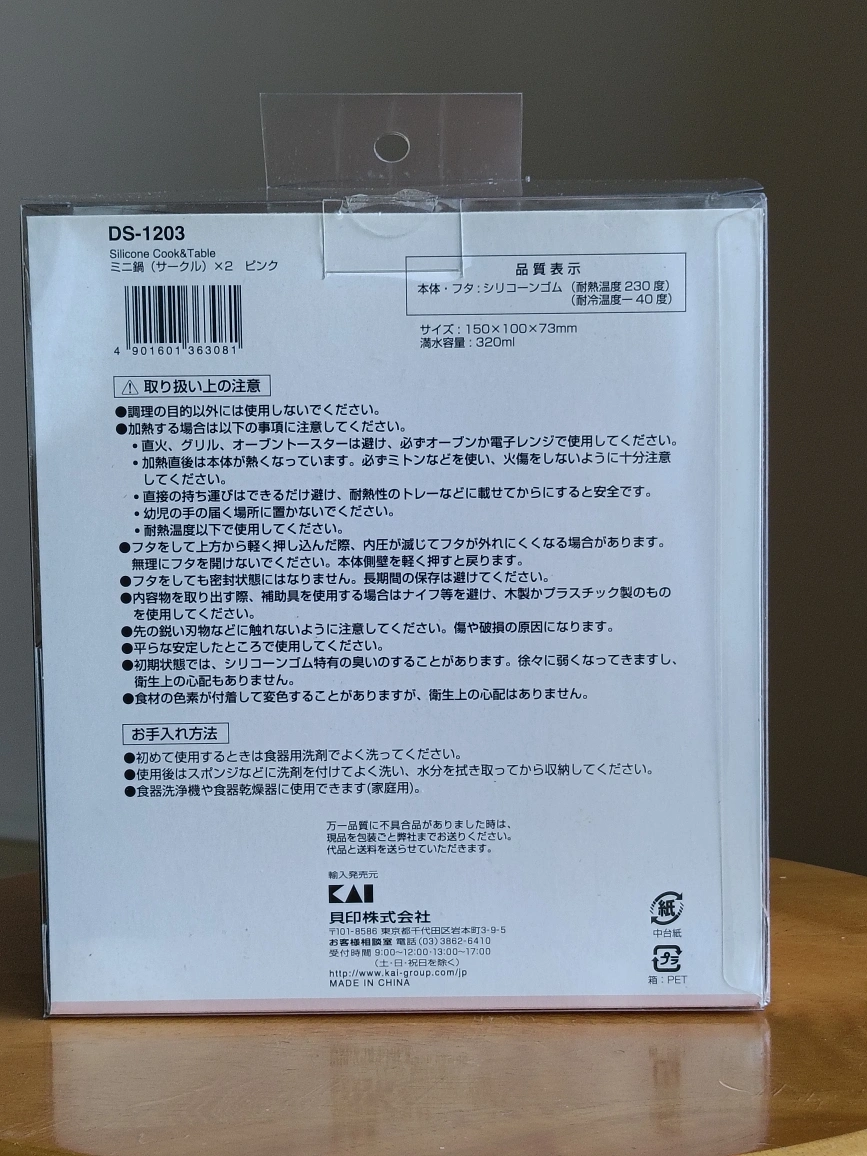 DS-1203
Silicone Cook&Table
ミニ鍋（サークル）×2　ピンク
4 901601 363081
品質表示
本体・フタ：シリコーンゴム（耐熱温度 230 度）
（耐冷温度ー 40 度）
サイズ：150×100×73mm
満水容量：320ml
⚠ 取り扱い上の注意
●調理の目的以外には使用しないでください。
●加熱する場合は以下の事項に注意してください。
・直火、グリル、オーブントースターは避け、必ずオーブンか電子レンジで使用してください。
・加熱直後は本体が熱くなっています。必ずミトンなどを使い、火傷をしないように十分注意
してください。
・直接の持ち運びはできるだけ避け、耐熱性のトレーなどに載せてからにすると安全です。
・幼児の手の届く場所に置かないでください。
・耐熱温度以下で使用してください。
●フタをして上方から軽く押し込んだ際、内圧が減じてフタが外れにくくなる場合があります。
無理にフタを開けないでください。本体側壁を軽く押すと戻ります。
●フタをしても密封状態にはなりません。長期間の保存は避けてください。
●内容物を取り出す際、補助具を使用する場合はナイフ等を避け、木製かプラスチック製のもの
を使用してください。
●先の鋭い刃物などに触れないように注意してください。傷や破損の原因になります。
●平らな安定したところで使用してください。
●初期状態では、シリコーンゴム特有の臭いのすることがあります。徐々に弱くなってきますし、
衛生上の心配もありません。
●食材の色素が付着して変色することがありますが、衛生上の心配はありません。
お手入れ方法
●初めて使用するときは食器用洗剤でよく洗ってください。
●使用後はスポンジなどに洗剤を付けてよく洗い、水分を拭き取ってから収納してください。
●食器洗浄機や食器乾燥器に使用できます(家庭用)。
万一品質に不具合品がありました時は、
現品を包装ごと弊社までお送りください。
代品と送料を送らせていただきます。
輸入発売元
KAI
貝印株式会社
〒101-8586 東京都千代田区岩本町3-9-5
お客様相談室 電話(03)3862-6410
受付時間 9:00〜12:00・13:00〜17:00
（土・日・祝日を除く）
http://www.kai-group.com/jp
MADE IN CHINA
紙
中台紙
プラ
箱：PET